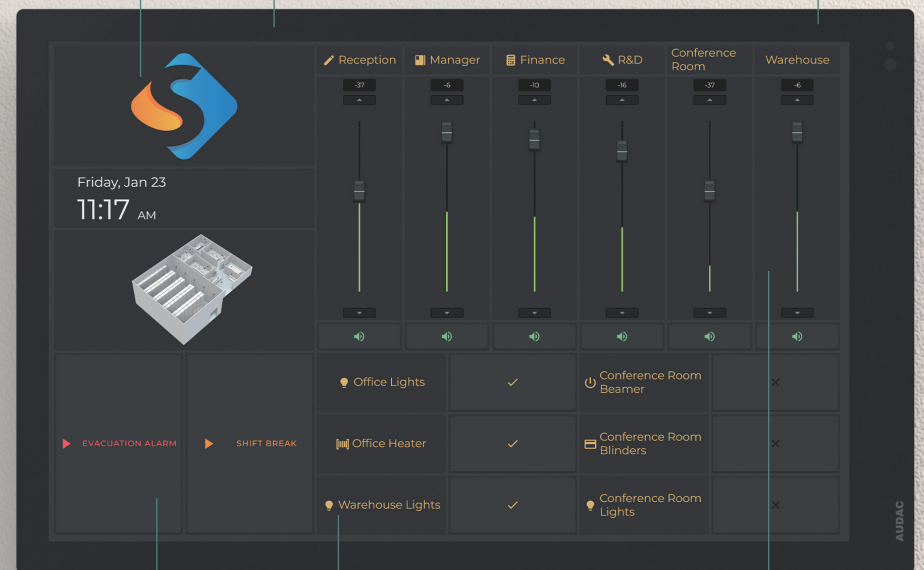 Reception
Manager
Finance
R&D
Conference
Room
Warehouse
-37
-6
-10
-16
-37
-6
Friday, Jan 23
11:17 AM
EVACUATION ALARM
SHIFT BREAK
Office Lights
Conference Room
Beamer
Office Heater
Conference Room
Blinders
Warehouse Lights
Conference Room
Lights
AUDAC